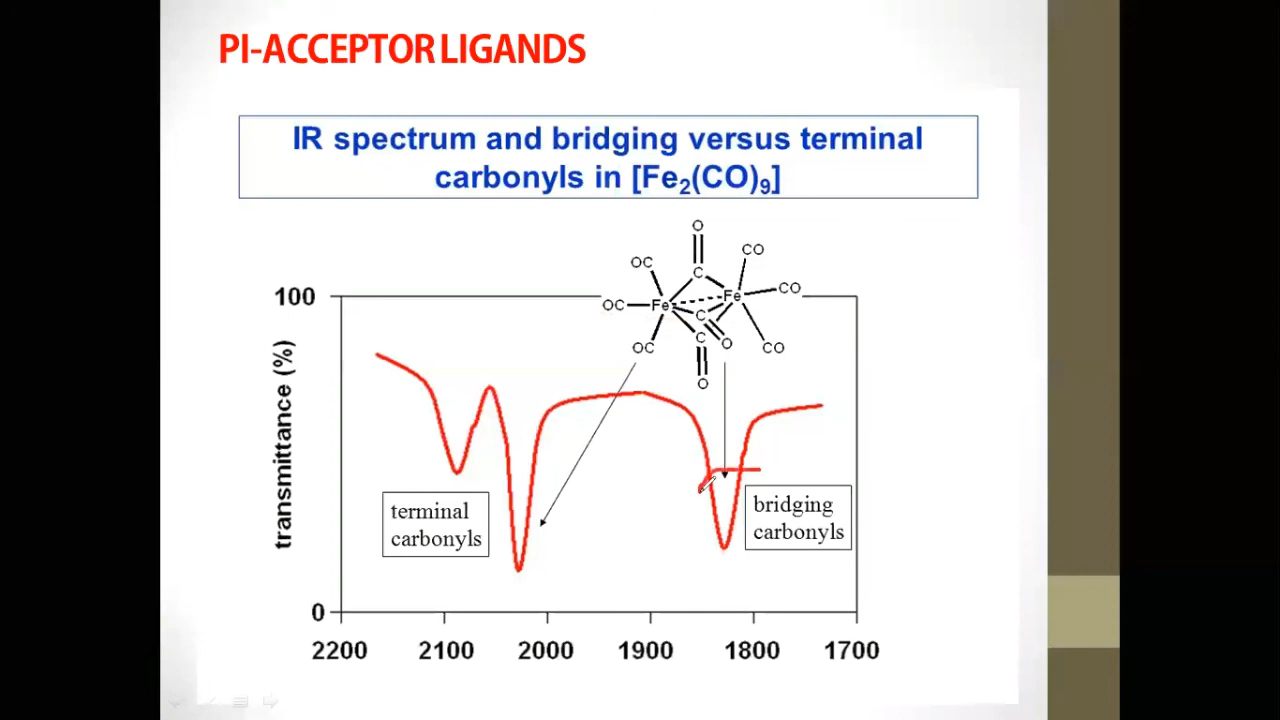 PI-ACCEPTOR LIGANDS
IR spectrum and bridging versus terminal
carbonyls in [Fe₂(CO)₉]
O
OC
CO
C
OC
Fe
Fe
CO
C
OC
C
O
CO
O
100
transmittance (%)
terminal
carbonyls
bridging
carbonyls
0
2200 2100 2000 1900 1800 1700